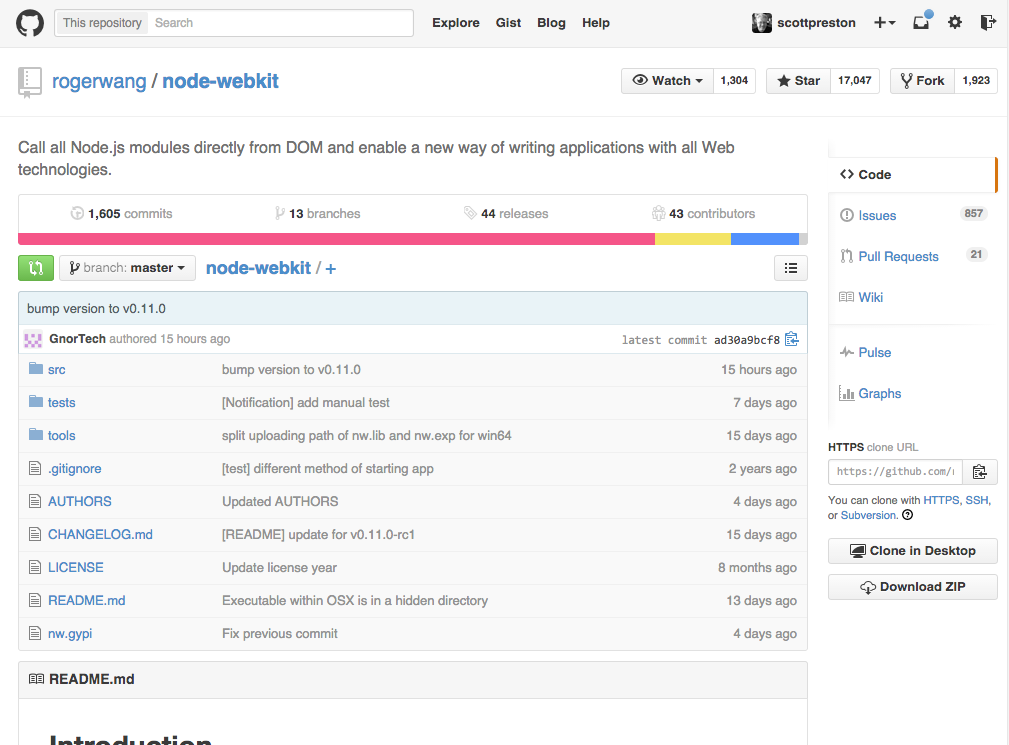 This repository Search Explore Gist Blog Help scottpreston
rogerwang / node-webkit Watch 1,304 Star 17,047 Fork 1,923
Call all Node.js modules directly from DOM and enable a new way of writing applications with all Web
technologies.
1,605 commits 13 branches 44 releases 43 contributors
branch: master node-webkit / +
bump version to v0.11.0
GnorTech authored 15 hours ago latest commit ad30a9bcf8
src bump version to v0.11.0 15 hours ago
tests [Notification] add manual test 7 days ago
tools split uploading path of nw.lib and nw.exp for win64 15 days ago
.gitignore [test] different method of starting app 2 years ago
AUTHORS Updated AUTHORS 4 days ago
CHANGELOG.md [README] update for v0.11.0-rc1 15 days ago
LICENSE Update license year 8 months ago
README.md Executable within OSX is in a hidden directory 13 days ago
nw.gypi Fix previous commit 4 days ago
README.md
Introduction
Code
Issues 857
Pull Requests 21
Wiki
Pulse
Graphs
HTTPS clone URL
https://github.com/
You can clone with HTTPS, SSH,
or Subversion.
Clone in Desktop
Download ZIP